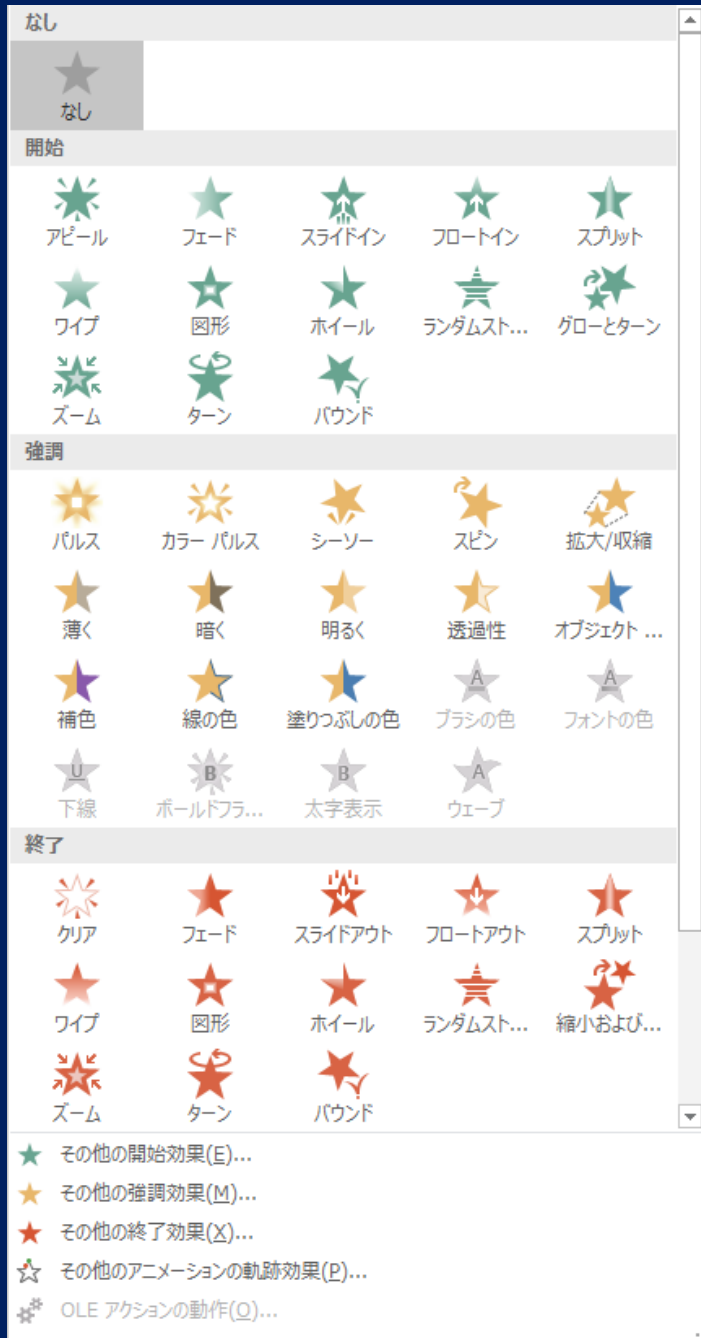 なし
なし
開始
アピール フェード スライドイン フロートイン スプリット
ワイプ 図形 ホイール ランダムスト... グローとターン
ズーム ターン バウンド
強調
パルス カラー パルス シーソー スピン 拡大/収縮
薄く 暗く 明るく 透過性 オブジェクト ...
補色 線の色 塗りつぶしの色 ブラシの色 フォントの色
下線 ボールドフラ... 太字表示 ウェーブ
終了
クリア フェード スライドアウト フロートアウト スプリット
ワイプ 図形 ホイール ランダムスト... 縮小および...
ズーム ターン バウンド
その他の開始効果(E)...
その他の強調効果(M)...
その他の終了効果(X)...
その他のアニメーションの軌跡効果(P)...
OLE アクションの動作(O)...